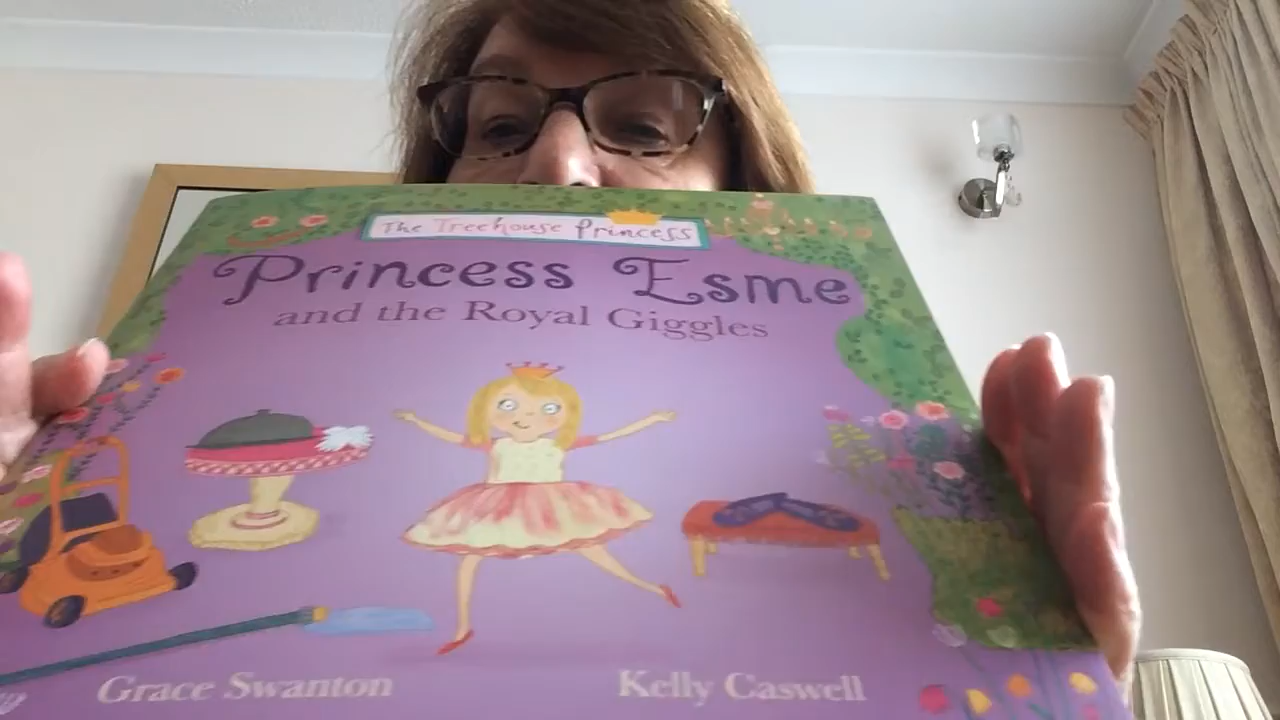 The Treehouse Princess
Princess Esme
and the Royal Giggles
Grace Swanton
Kelly Caswell